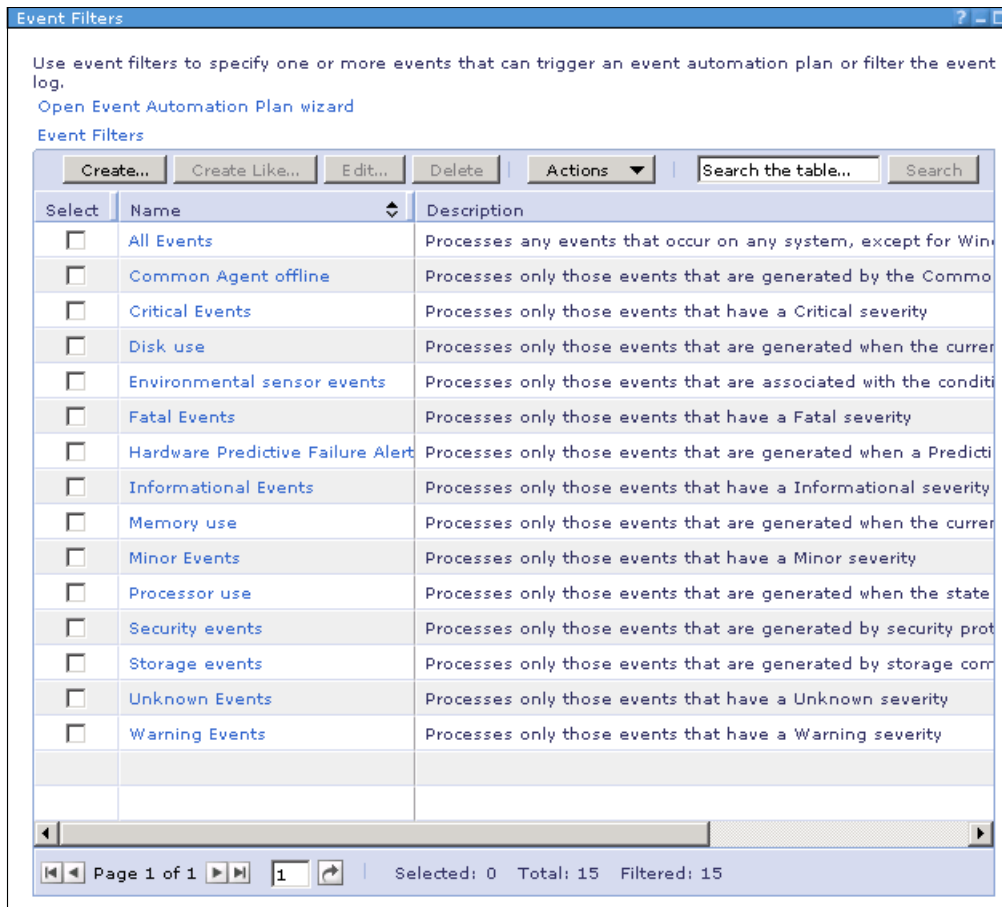 Event Filters
Use event filters to specify one or more events that can trigger an event automation plan or filter the event
log.
Open Event Automation Plan wizard
Event Filters
Create... Create Like... Edit... Delete Actions Search the table... Search
Select Name Description
All Events Processes any events that occur on any system, except for
Common Agent offline Processes only those events that are generated by the
Critical Events Processes only those events that have a Critical severity
Disk use Processes only those events that are generated when the
Environmental sensor events Processes only those events that are associated with the
Fatal Events Processes only those events that have a Fatal severity
Hardware Predictive Failure Alert Processes only those events that are generated when a
Informational Events Processes only those events that have a Informational severity
Memory use Processes only those events that are generated when the
Minor Events Processes only those events that have a Minor severity
Processor use Processes only those events that are generated when the state
Security events Processes only those events that are generated by security
Storage events Processes only those events that are generated by storage
Unknown Events Processes only those events that have a Unknown severity
Warning Events Processes only those events that have a Warning severity
Page 1 of 1 1 Selected: 0 Total: 15 Filtered: 15